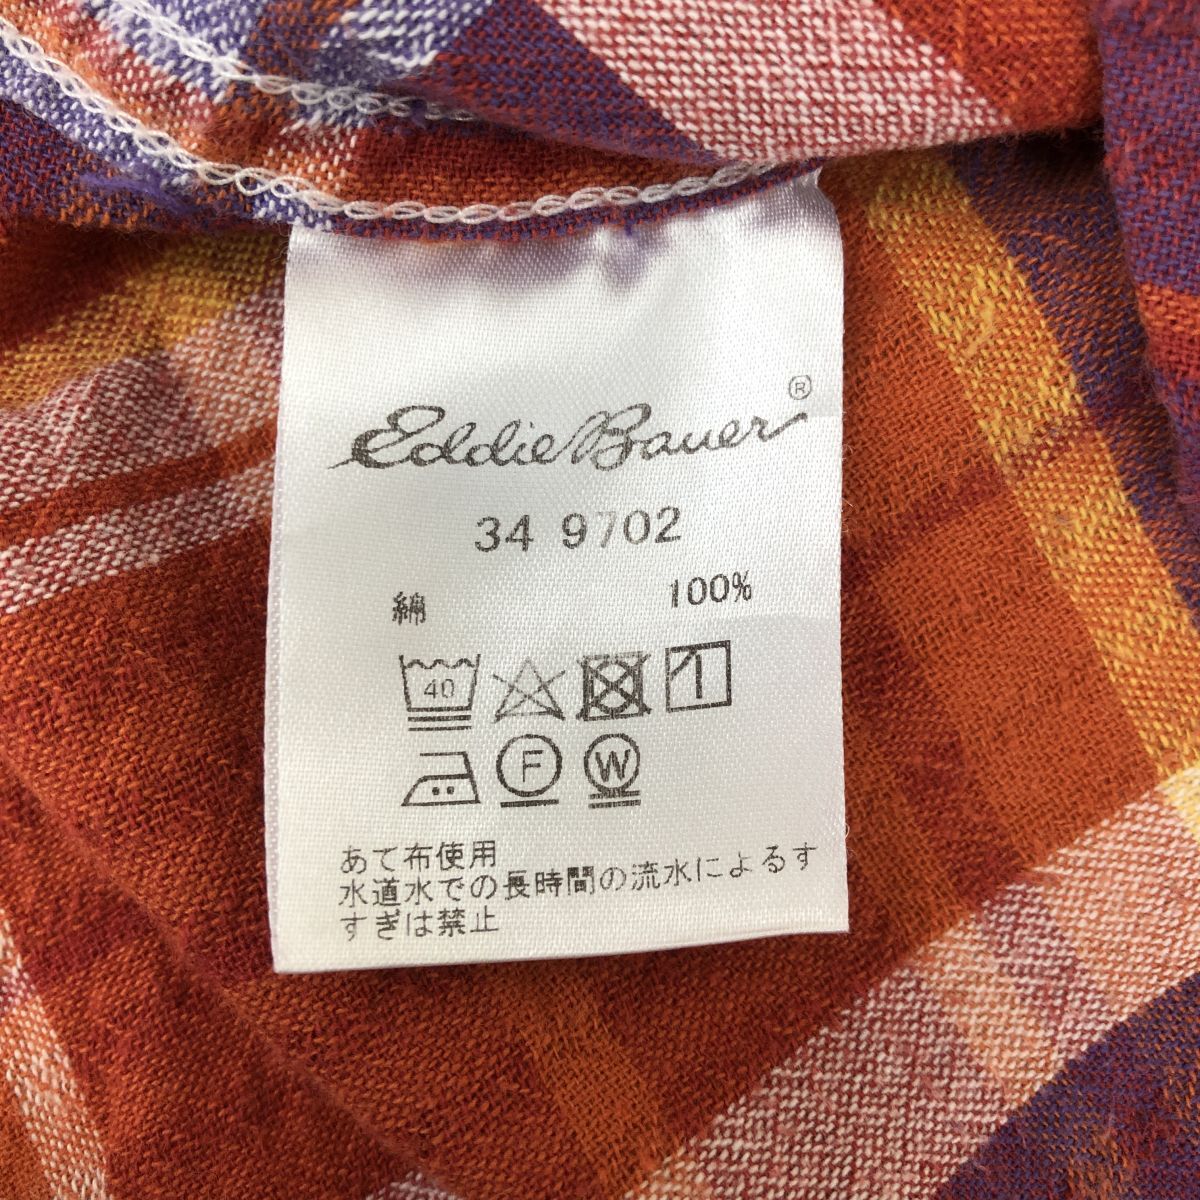 Eddie Bauer®
34 9702
綿 100%
40
F W
あて布使用
水道水での長時間の流水によるす
すぎは禁止